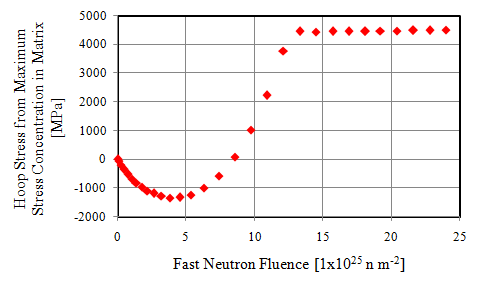 5000
4000
3000
2000
1000
0
-1000
-2000
Hoop Stress from Maximum
Stress Concentration in Matrix
[MPa]
0 5 10 15 20 25
Fast Neutron Fluence [1x10²⁵ n m⁻²]